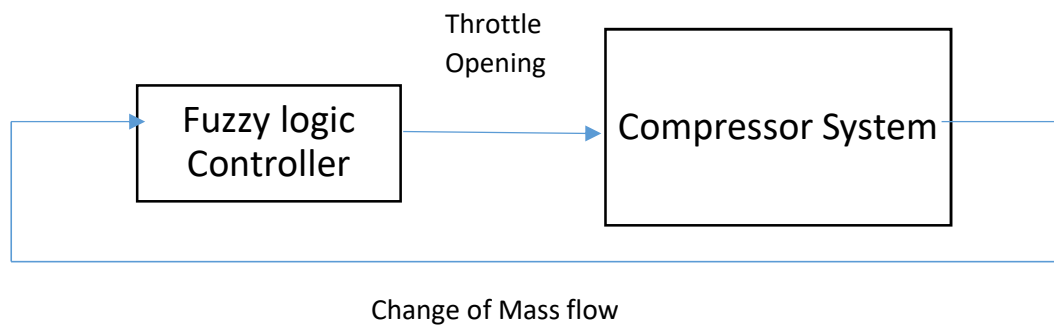 Throttle
Opening
Fuzzy logic
Controller
Compressor System
Change of Mass flow